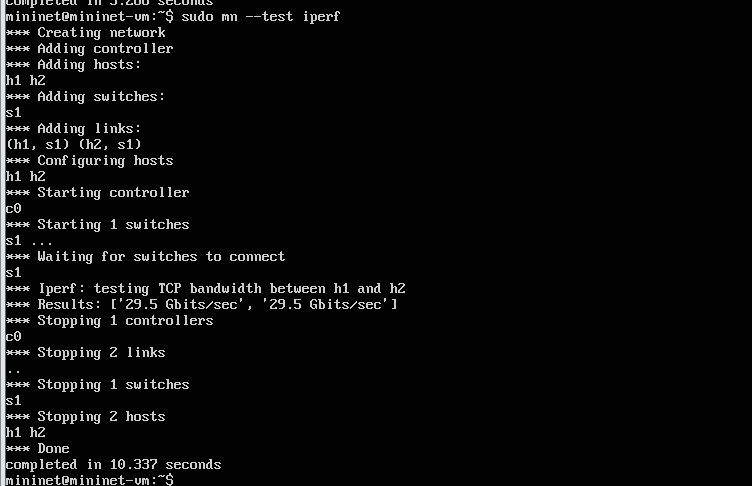 completed in 5.260 seconds
mininet@mininet-vm:~$ sudo mn --test iperf
*** Creating network
*** Adding controller
*** Adding hosts:
h1 h2
*** Adding switches:
s1
*** Adding links:
(h1, s1) (h2, s1)
*** Configuring hosts
h1 h2
*** Starting controller
c0
*** Starting 1 switches
s1 ...
*** Waiting for switches to connect
s1
*** Iperf: testing TCP bandwidth between h1 and h2
*** Results: ['29.5 Gbits/sec', '29.5 Gbits/sec']
*** Stopping 1 controllers
c0
*** Stopping 2 links
..
*** Stopping 1 switches
s1
*** Stopping 2 hosts
h1 h2
*** Done
completed in 10.337 seconds
mininet@mininet-vm:~$